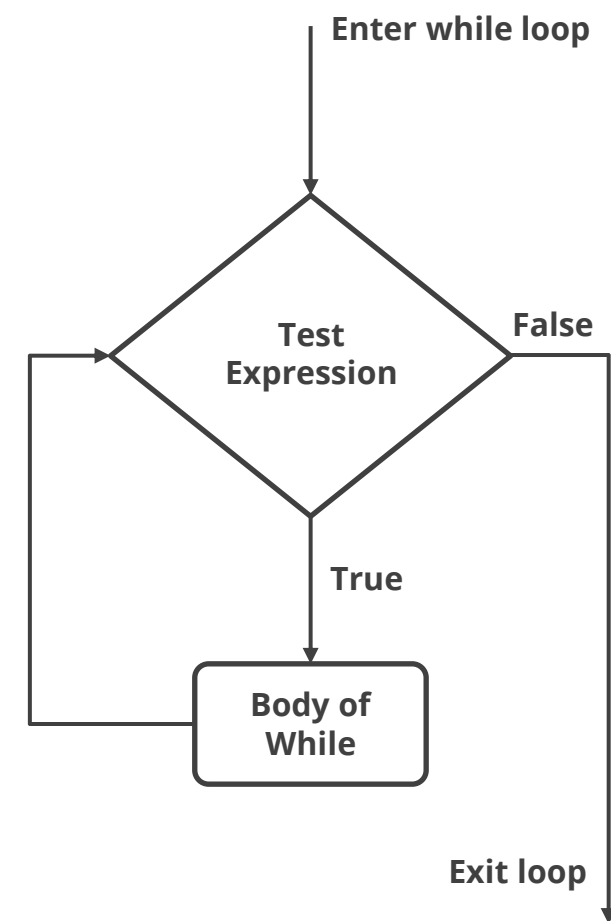 Enter while loop
Test
Expression
False
True
Body of
While
Exit loop